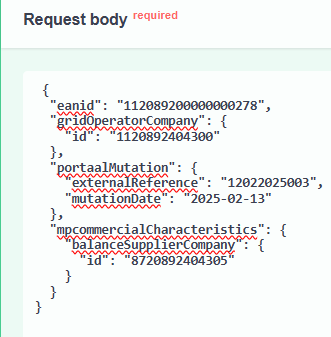 Request body required
{
"eanid": "112089200000000278",
"gridOperatorCompany": {
"id": "1120892404300"
},
"portaalMutation": {
"externalReference": "12022025003",
"mutationDate": "2025-02-13"
},
"mpcommercialCharacteristics": {
"balanceSupplierCompany": {
"id": "8720892404305"
}
}
}